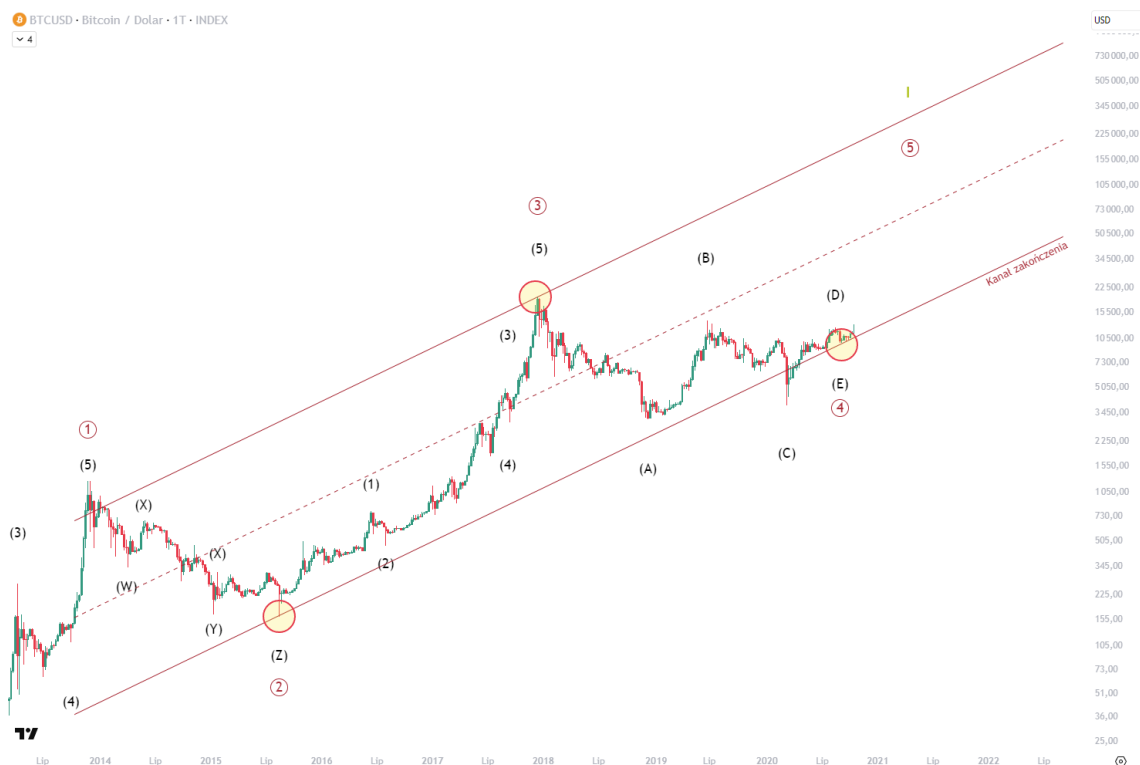 BTCUSD · Bitcoin / Dolar · 1T · INDEX
USD
4
730 000,00
505 000,00
I
345 000,00
225 000,00
5
155 000,00
105 000,00
3
73 000,00
(5)
50 500,00
(B)
Kanał zakończenia
34 500,00
22 500,00
(D)
15 500,00
(3)
10 500,00
7 300,00
(E)
5 050,00
4
3 450,00
1
2 250,00
(5)
(4)
(A)
(C)
1 550,00
(1)
1 050,00
(X)
730,00
(3)
505,00
(X)
(2)
345,00
(W)
225,00
155,00
(Y)
105,00
(Z)
73,00
2
51,00
(4)
36,00
25,00
Lip 2014 Lip 2015 Lip 2016 Lip 2017 Lip 2018 Lip 2019 Lip 2020 Lip 2021 Lip 2022 Lip